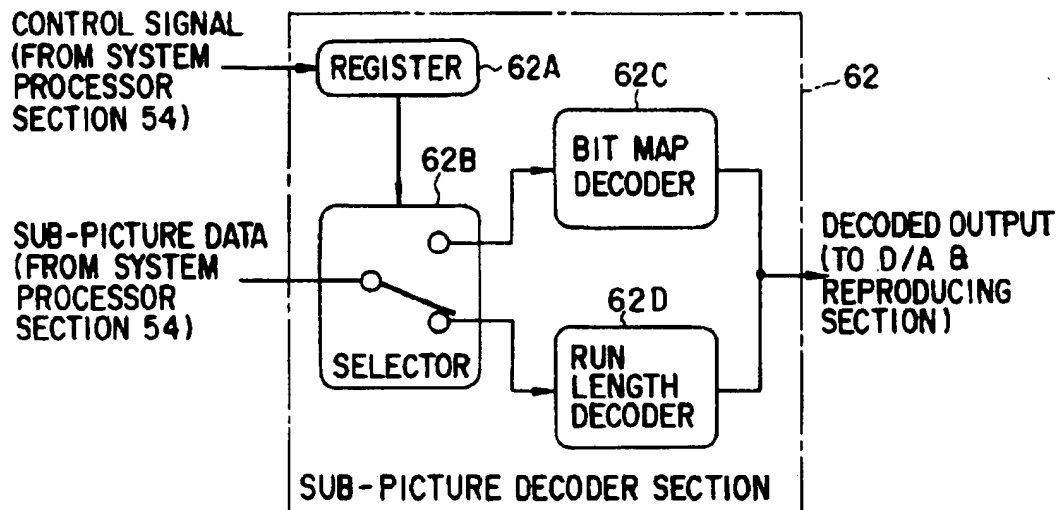 CONTROL SIGNAL
(FROM SYSTEM
PROCESSOR
SECTION 54)
REGISTER
62A
62
62B
62C
BIT MAP
DECODER
SUB-PICTURE DATA
(FROM SYSTEM
PROCESSOR
SECTION 54)
SELECTOR
62D
RUN
LENGTH
DECODER
DECODED OUTPUT
(TO D/A &
REPRODUCING
SECTION)
SUB-PICTURE DECODER SECTION